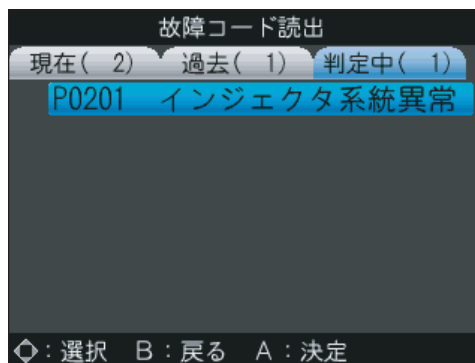 故障コード読出
現在( 2) 過去( 1) 判定中( 1)
P0201 インジェクタ系統異常
:選択 B:戻る A:決定